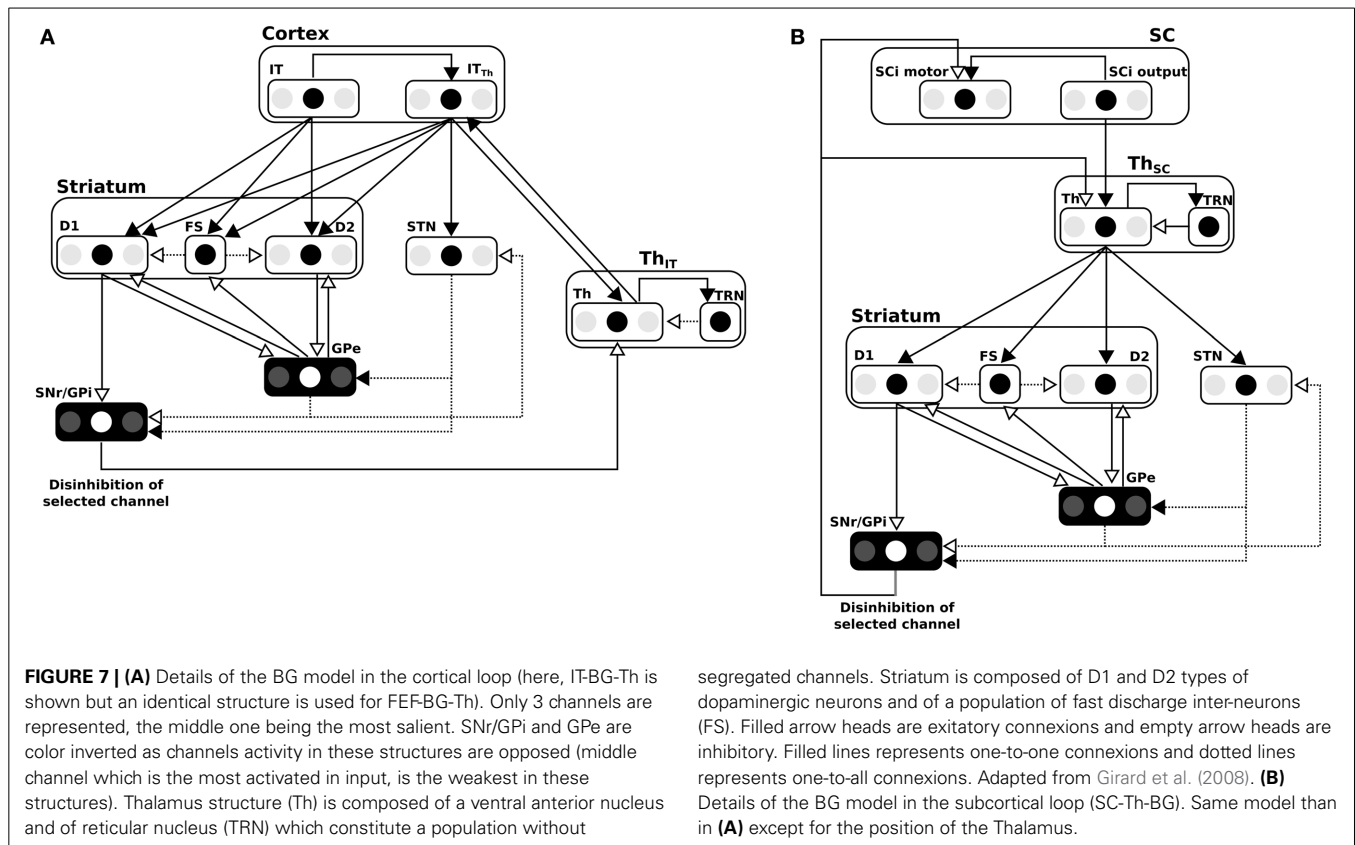 A
Cortex
IT
IT_Th
Striatum
D1
FS
D2
STN
Th_IT
Th
TRN
GPe
SNr/GPi
Disinhibition of
selected channel
B
SC
SCi motor
SCi output
Th_SC
Th
TRN
Striatum
D1
FS
D2
STN
GPe
SNr/GPi
Disinhibition of
selected channel
FIGURE 7 | (A) Details of the BG model in the cortical loop (here, IT-BG-Th is
shown but an identical structure is used for FEF-BG-Th). Only 3 channels are
represented, the middle one being the most salient. SNr/GPi and GPe are
color inverted as channels activity in these structures are opposed (middle
channel which is the most activated in input, is the weakest in these
structures). Thalamus structure (Th) is composed of a ventral anterior nucleus
and of reticular nucleus (TRN) which constitute a population without
segregated channels. Striatum is composed of D1 and D2 types of
dopaminergic neurons and of a population of fast discharge inter-neurons
(FS). Filled arrow heads are exitatory connexions and empty arrow heads are
inhibitory. Filled lines represents one-to-one connexions and dotted lines
represents one-to-all connexions. Adapted from Girard et al. (2008). (B)
Details of the BG model in the subcortical loop (SC-Th-BG). Same model than
in (A) except for the position of the Thalamus.